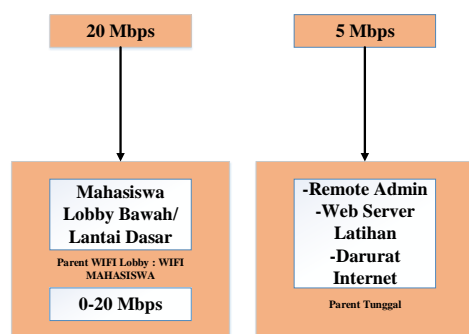 20 Mbps
5 Mbps
Mahasiswa
Lobby Bawah/
Lantai Dasar
Parent WIFI Lobby : WIFI
MAHASISWA
0-20 Mbps
-Remote Admin
-Web Server
Latihan
-Darurat
Internet
Parent Tunggal